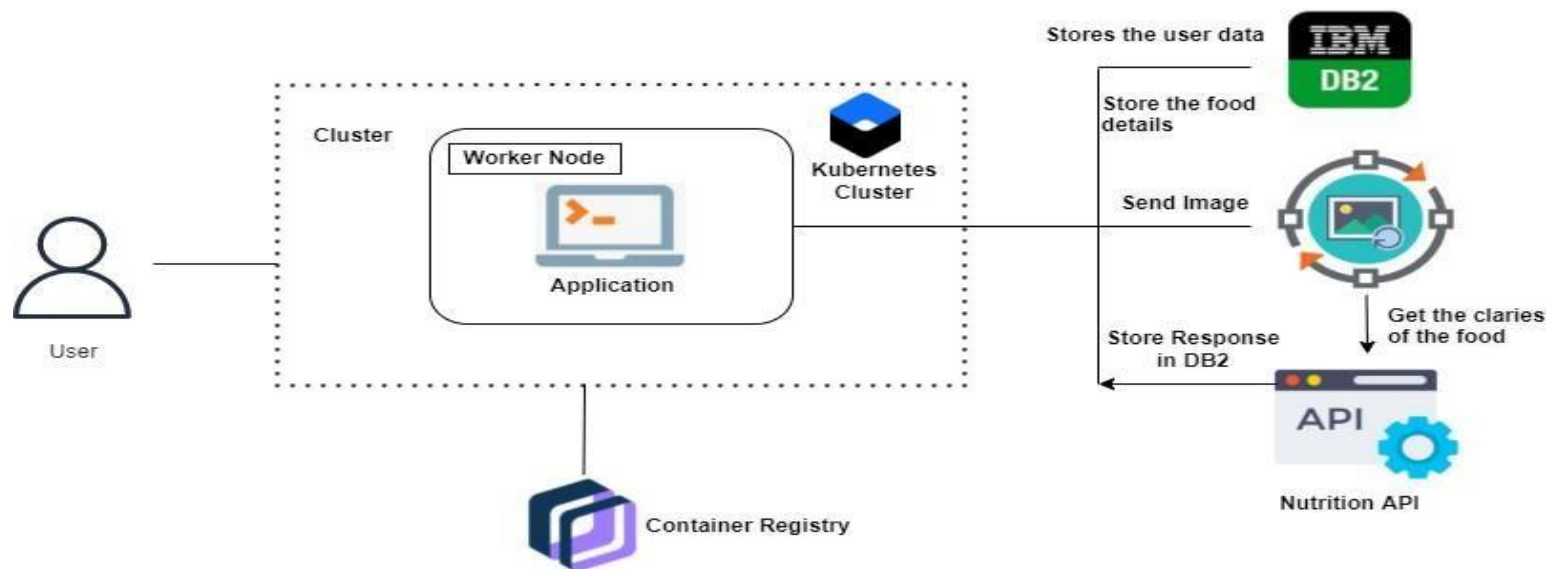 Stores the user data
IBM
DB2
Store the food
details
Cluster
Worker Node
Kubernetes
Cluster
Send Image
Application
User
Get the claries
of the food
Store Response
in DB2
API
Nutrition API
Container Registry